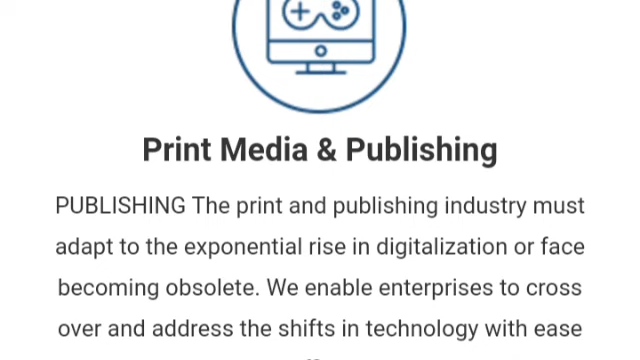 Print Media & Publishing
PUBLISHING The print and publishing industry must
adapt to the exponential rise in digitalization or face
becoming obsolete. We enable enterprises to cross
over and address the shifts in technology with ease